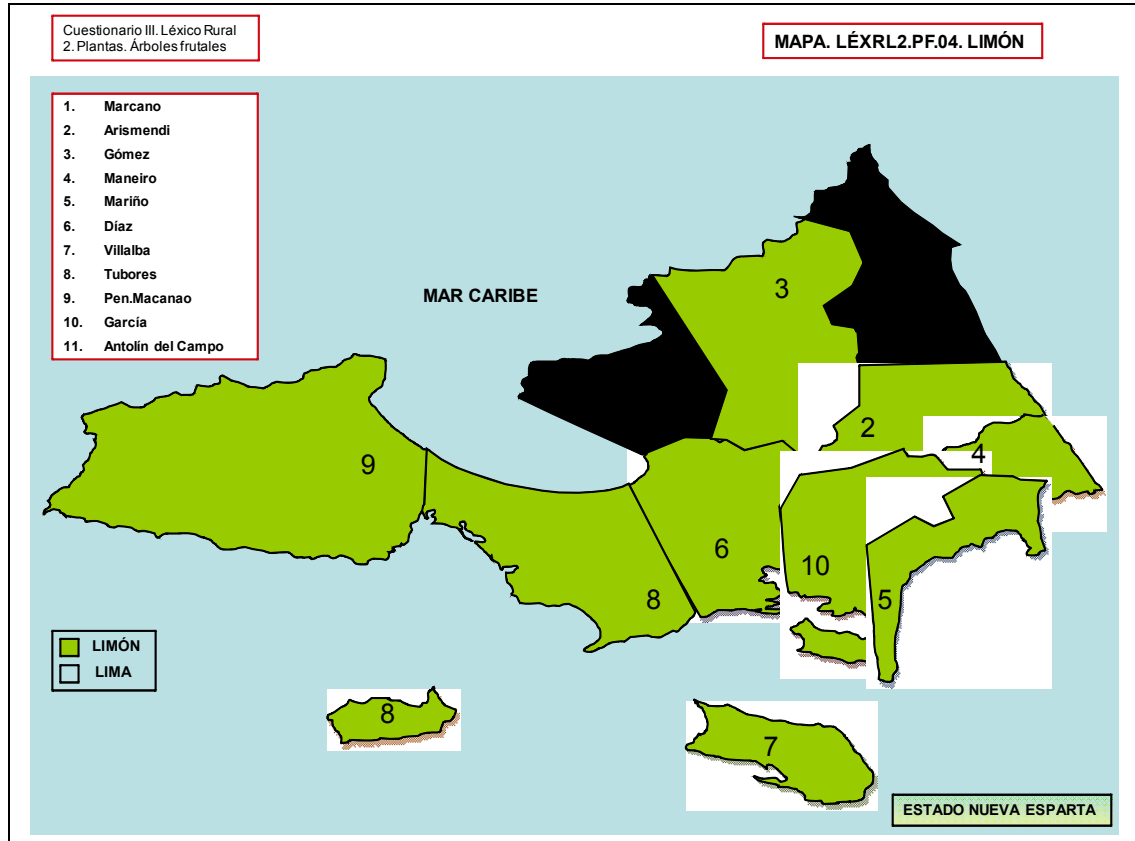 Cuestionario III. Léxico Rural
2. Plantas. Árboles frutales
MAPA. LÉXRL2.PF.04. LIMÓN
1. Marcano
2. Arismendi
3. Gómez
4. Maneiro
5. Mariño
6. Díaz
7. Villalba
8. Tubores
9. Pen.Macanao
10. García
11. Antolín del Campo
MAR CARIBE
3
2
4
9
6
10
8
5
LIMÓN
LIMA
8
7
ESTADO NUEVA ESPARTA